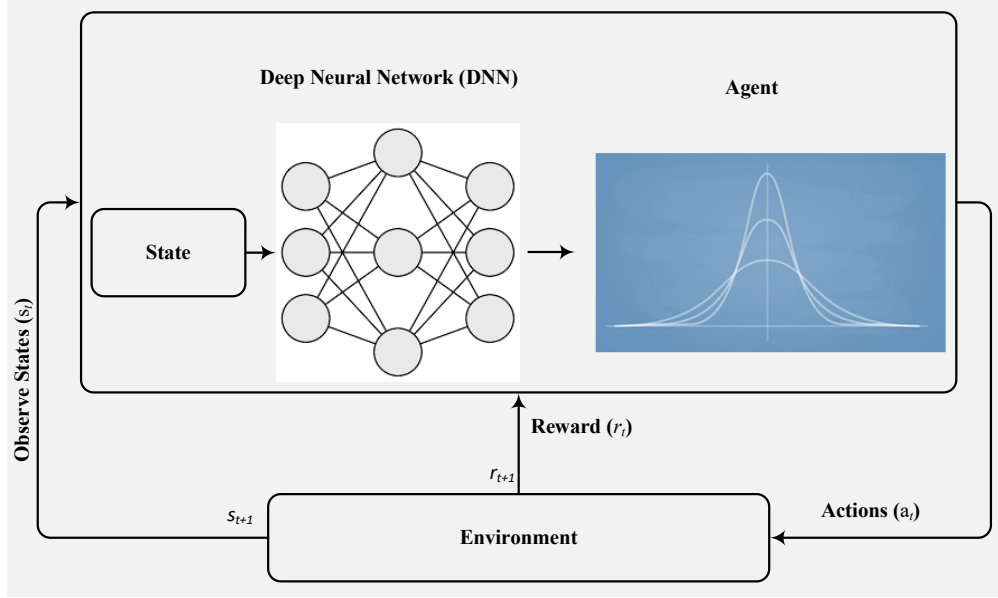 Deep Neural Network (DNN)
Agent
State
Observe States (sₜ)
Reward (rₜ)
rₜ₊₁
sₜ₊₁
Actions (aₜ)
Environment